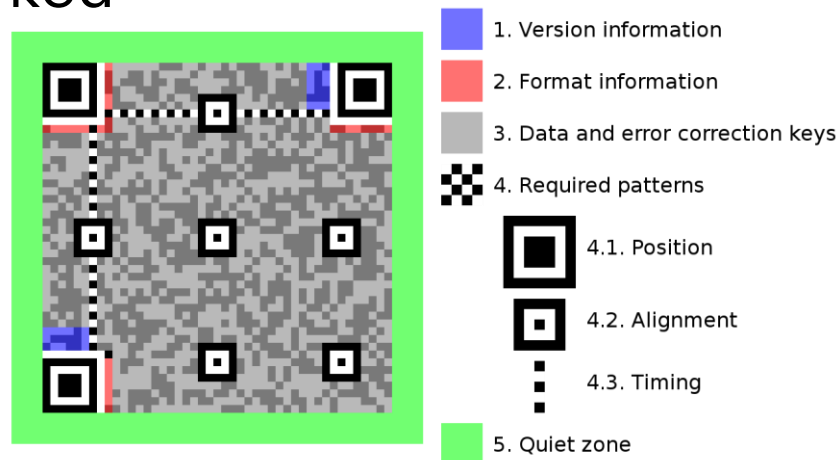 kod
1. Version information
2. Format information
3. Data and error correction keys
4. Required patterns
4.1. Position
4.2. Alignment
4.3. Timing
5. Quiet zone